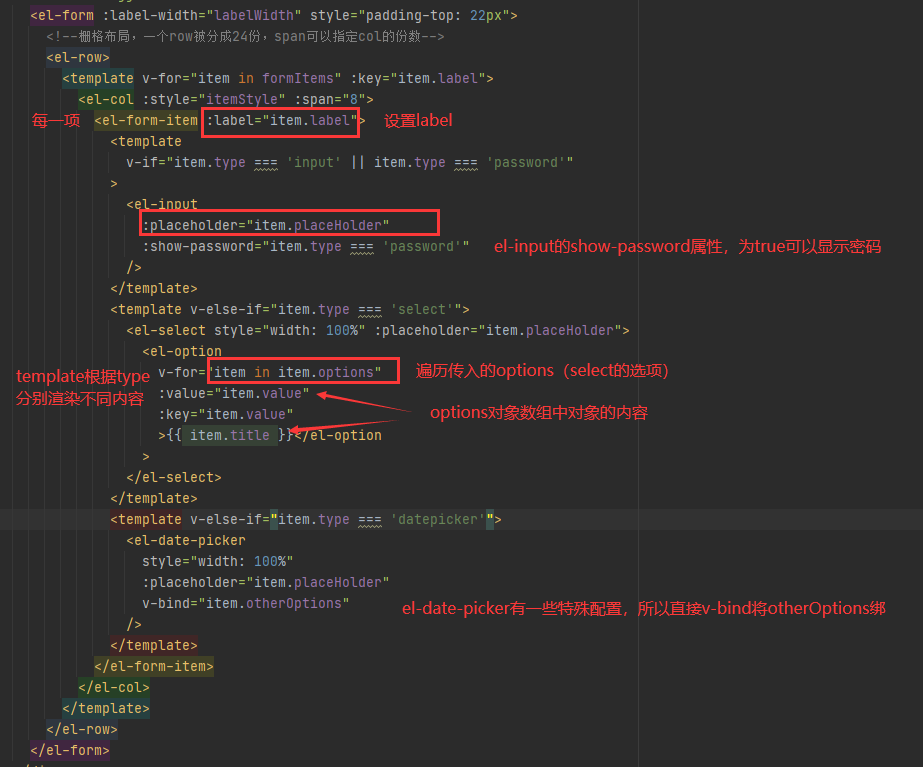 <el-form :label-width="labelWidth" style="padding-top: 22px">
<!--栅格布局，一个row被分成24份，span可以指定col的份数-->
<el-row>
<template v-for="item in formItems" :key="item.label">
<el-col :style="itemStyle" :span="8">
每一项 <el-form-item :label="item.label"> 设置label
<template
v-if="item.type === 'input' || item.type === 'password'"
>
<el-input
:placeholder="item.placeHolder"
:show-password="item.type === 'password'" el-input的show-password属性，为true可以显示密码
/>
</template>
<template v-else-if="item.type === 'select'">
<el-select style="width: 100%" :placeholder="item.placeHolder">
<el-option
v-for="item in item.options" 遍历传入的options（select的选项）
template根据type
分别渲染不同内容
:value="item.value"
:key="item.value" options对象数组中对象的内容
>{{ item.title }}</el-option
>
</el-select>
</template>
<template v-else-if="item.type === 'datepicker'">
<el-date-picker
style="width: 100%"
:placeholder="item.placeHolder"
v-bind="item.otherOptions" el-date-picker有一些特殊配置，所以直接v-bind将otherOptions绑
/>
</template>
</el-form-item>
</el-col>
</template>
</el-row>
</el-form>